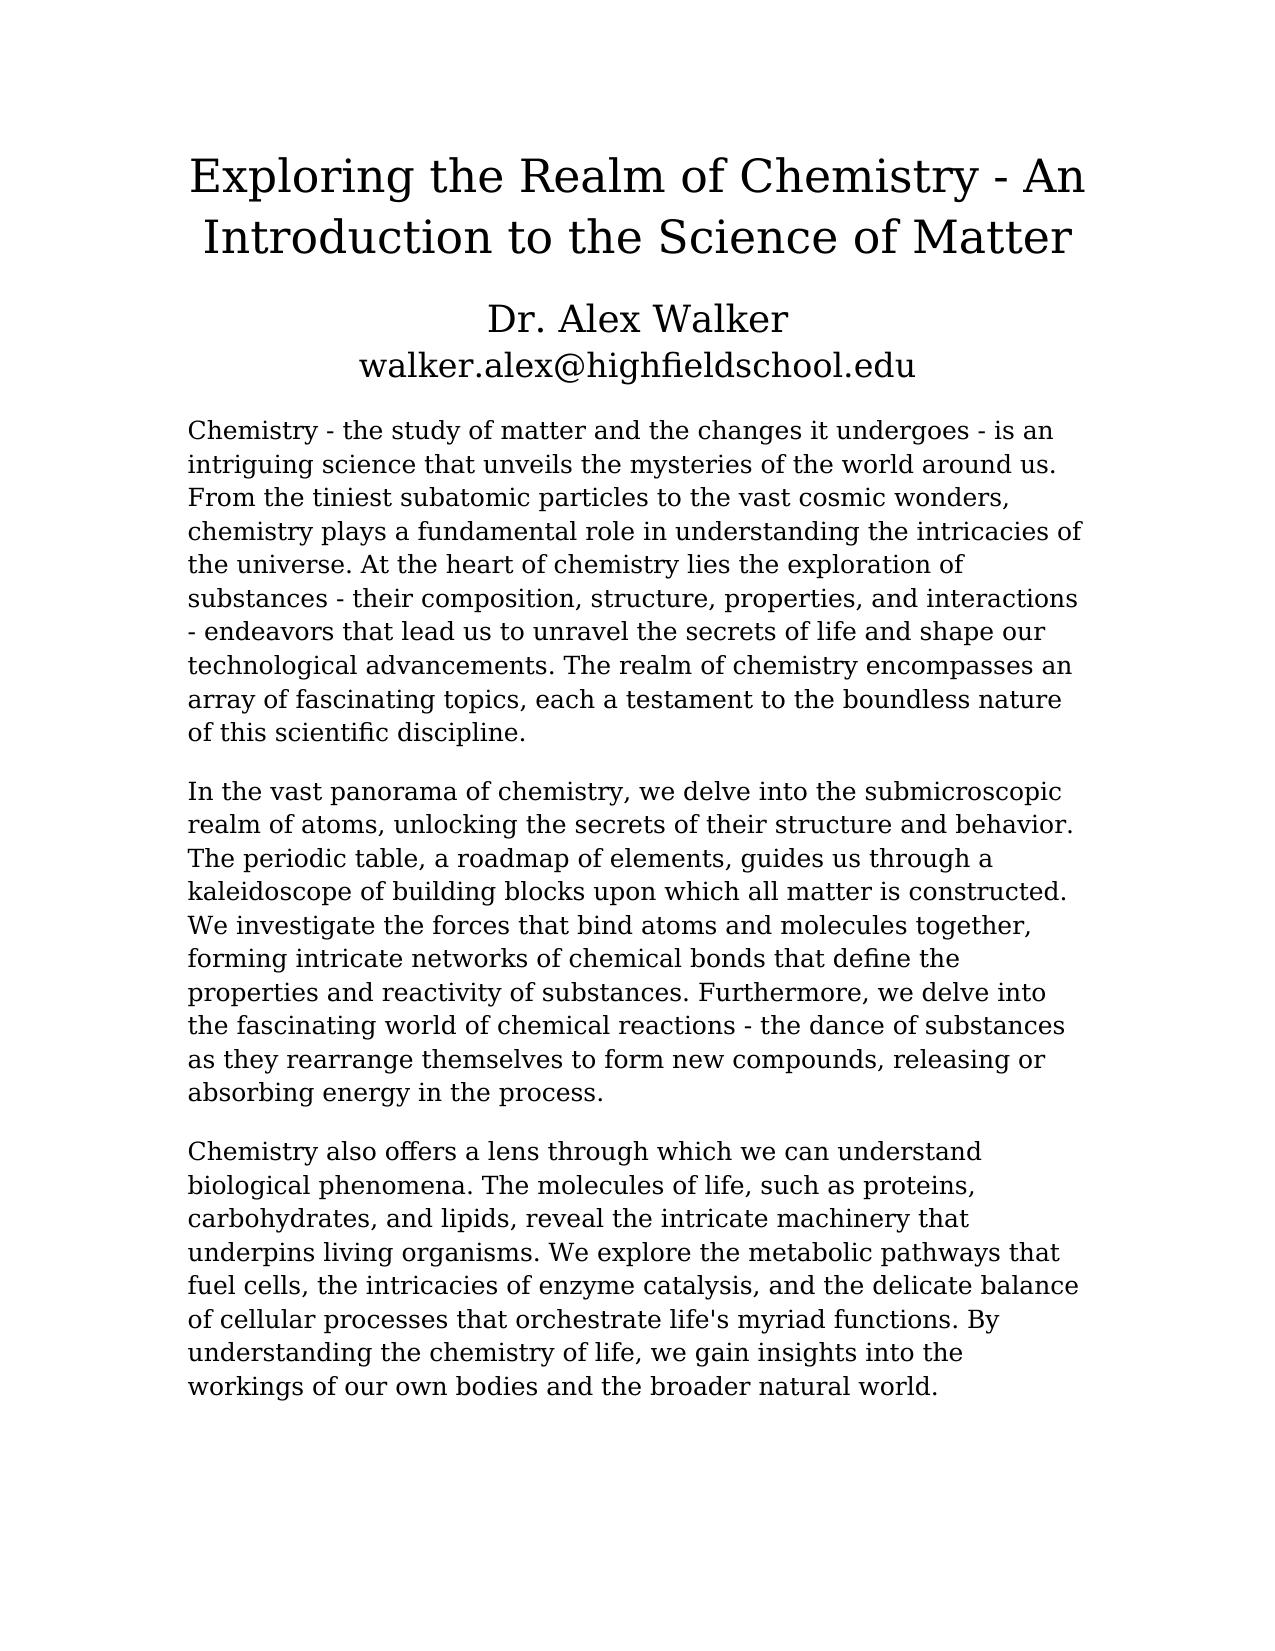 Exploring the Realm of Chemistry - An
Introduction to the Science of Matter
Dr. Alex Walker
walker.alex@highfieldschool.edu
Chemistry - the study of matter and the changes it undergoes - is an
intriguing science that unveils the mysteries of the world around us.
From the tiniest subatomic particles to the vast cosmic wonders,
chemistry plays a fundamental role in understanding the intricacies of
the universe. At the heart of chemistry lies the exploration of
substances - their composition, structure, properties, and interactions
- endeavors that lead us to unravel the secrets of life and shape our
technological advancements. The realm of chemistry encompasses an
array of fascinating topics, each a testament to the boundless nature
of this scientific discipline.
In the vast panorama of chemistry, we delve into the submicroscopic
realm of atoms, unlocking the secrets of their structure and behavior.
The periodic table, a roadmap of elements, guides us through a
kaleidoscope of building blocks upon which all matter is constructed.
We investigate the forces that bind atoms and molecules together,
forming intricate networks of chemical bonds that define the
properties and reactivity of substances. Furthermore, we delve into
the fascinating world of chemical reactions - the dance of substances
as they rearrange themselves to form new compounds, releasing or
absorbing energy in the process.
Chemistry also offers a lens through which we can understand
biological phenomena. The molecules of life, such as proteins,
carbohydrates, and lipids, reveal the intricate machinery that
underpins living organisms. We explore the metabolic pathways that
fuel cells, the intricacies of enzyme catalysis, and the delicate balance
of cellular processes that orchestrate life's myriad functions. By
understanding the chemistry of life, we gain insights into the
workings of our own bodies and the broader natural world.